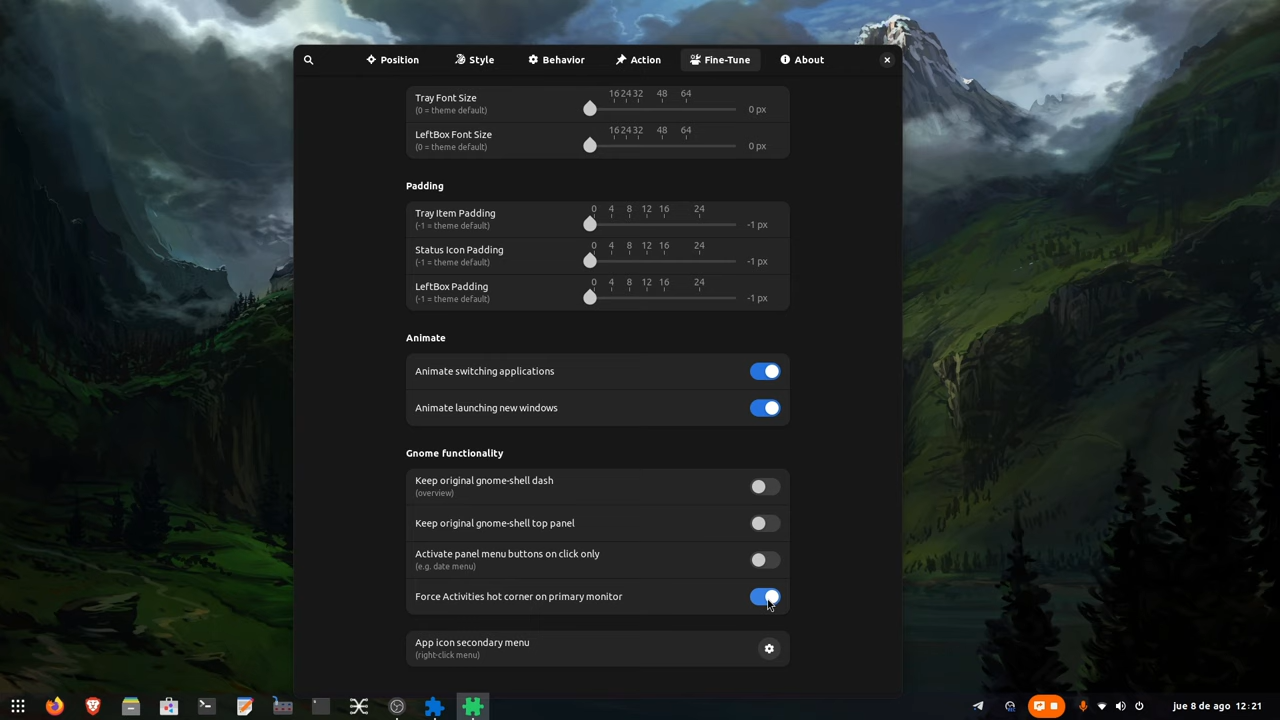 Position Style Behavior Action Fine-Tune About
Tray Font Size
16 24 32 48 64
(0 = theme default)
0 px
LeftBox Font Size
16 24 32 48 64
(0 = theme default)
0 px
Padding
Tray Item Padding
0 4 8 12 16 24
(-1 = theme default)
-1 px
Status Icon Padding
0 4 8 12 16 24
(-1 = theme default)
-1 px
LeftBox Padding
0 4 8 12 16 24
(-1 = theme default)
-1 px
Animate
Animate switching applications
Animate launching new windows
Gnome functionality
Keep original gnome-shell dash
(overview)
Keep original gnome-shell top panel
Activate panel menu buttons on click only
(e.g. date menu)
Force Activities hot corner on primary monitor
App icon secondary menu
(right-click menu)
jue 8 de ago 12:21